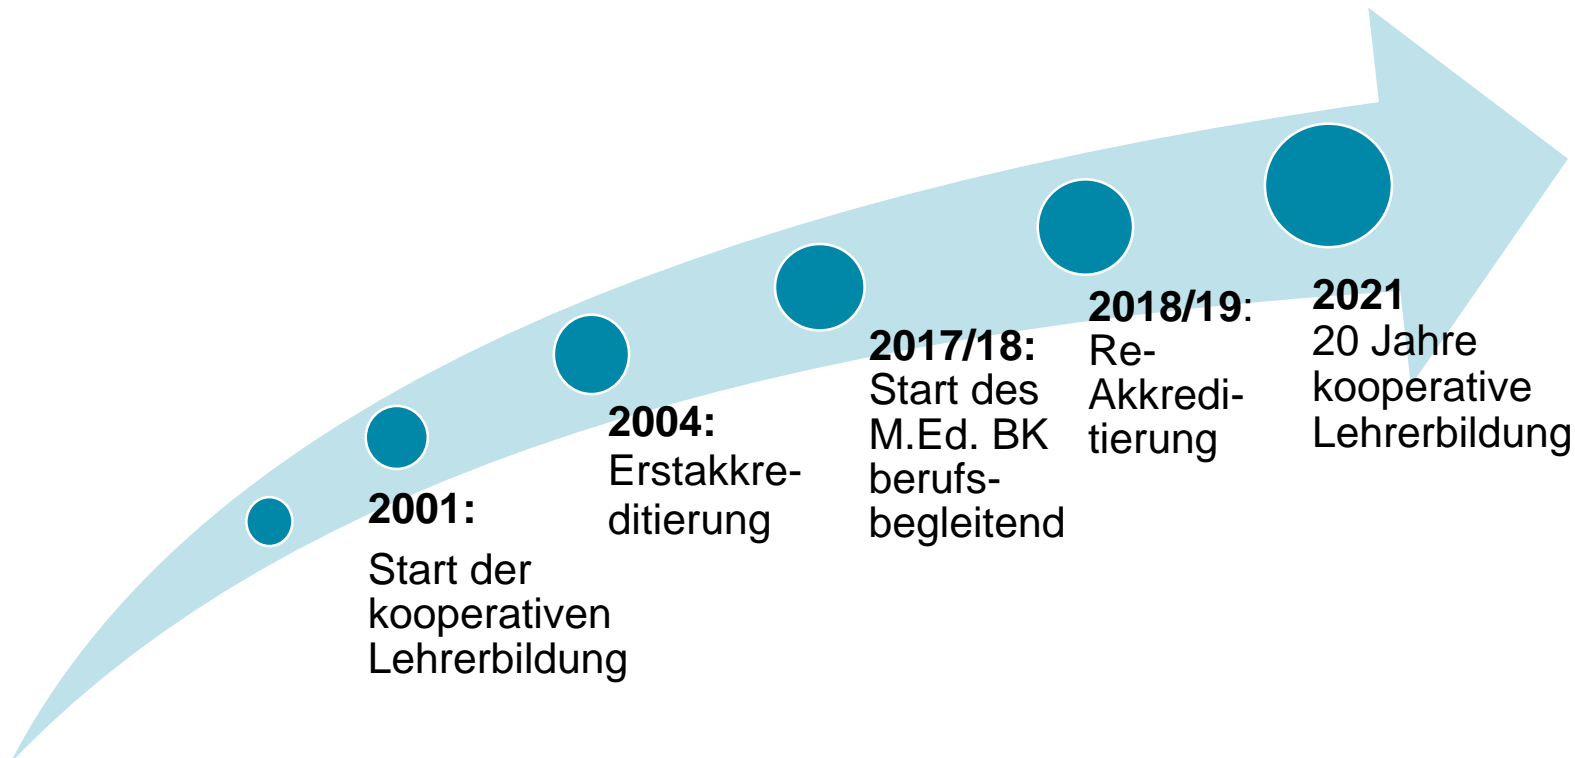 2001:
Start der
kooperativen
Lehrerbildung
2004:
Erstakkre-
ditierung
2017/18:
Start des
M.Ed. BK
berufs-
begleitend
2018/19:
Re-
Akkredi-
tierung
2021
20 Jahre
kooperative
Lehrerbildung